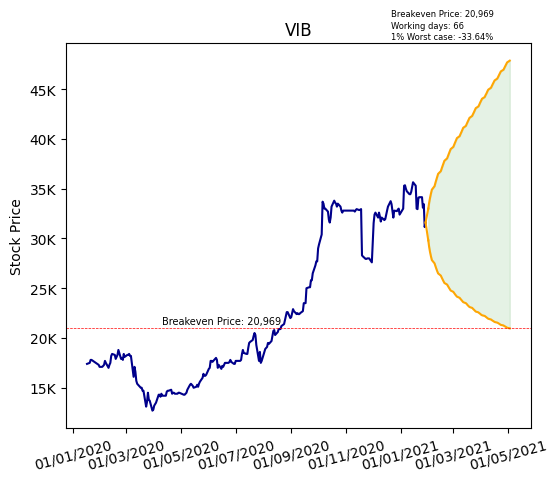 Breakeven Price: 20,969
Working days: 66
1% Worst case: -33.64%
VIB
Stock Price
45K
40K
35K
30K
25K
20K
15K
Breakeven Price: 20,969
01/01/2020
01/03/2020
01/05/2020
01/07/2020
01/09/2020
01/11/2020
01/01/2021
01/03/2021
01/05/2021